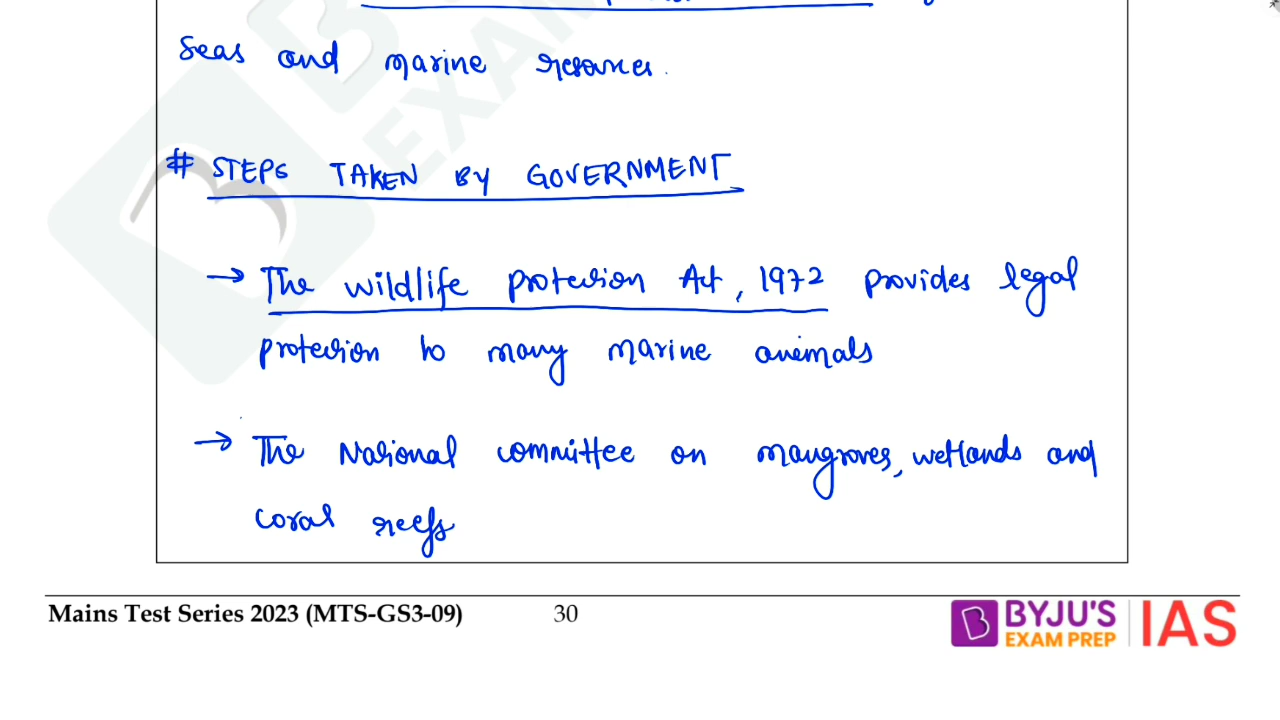 seas and marine resources.
# STEPS TAKEN BY GOVERNMENT
→ The wildlife protection Act, 1972 provides legal
protection to many marine animals
→ The National committee on mangroves, wetlands and
coral reefs
Mains Test Series 2023 (MTS-GS3-09) 30
BYJU'S
EXAM PREP
IAS